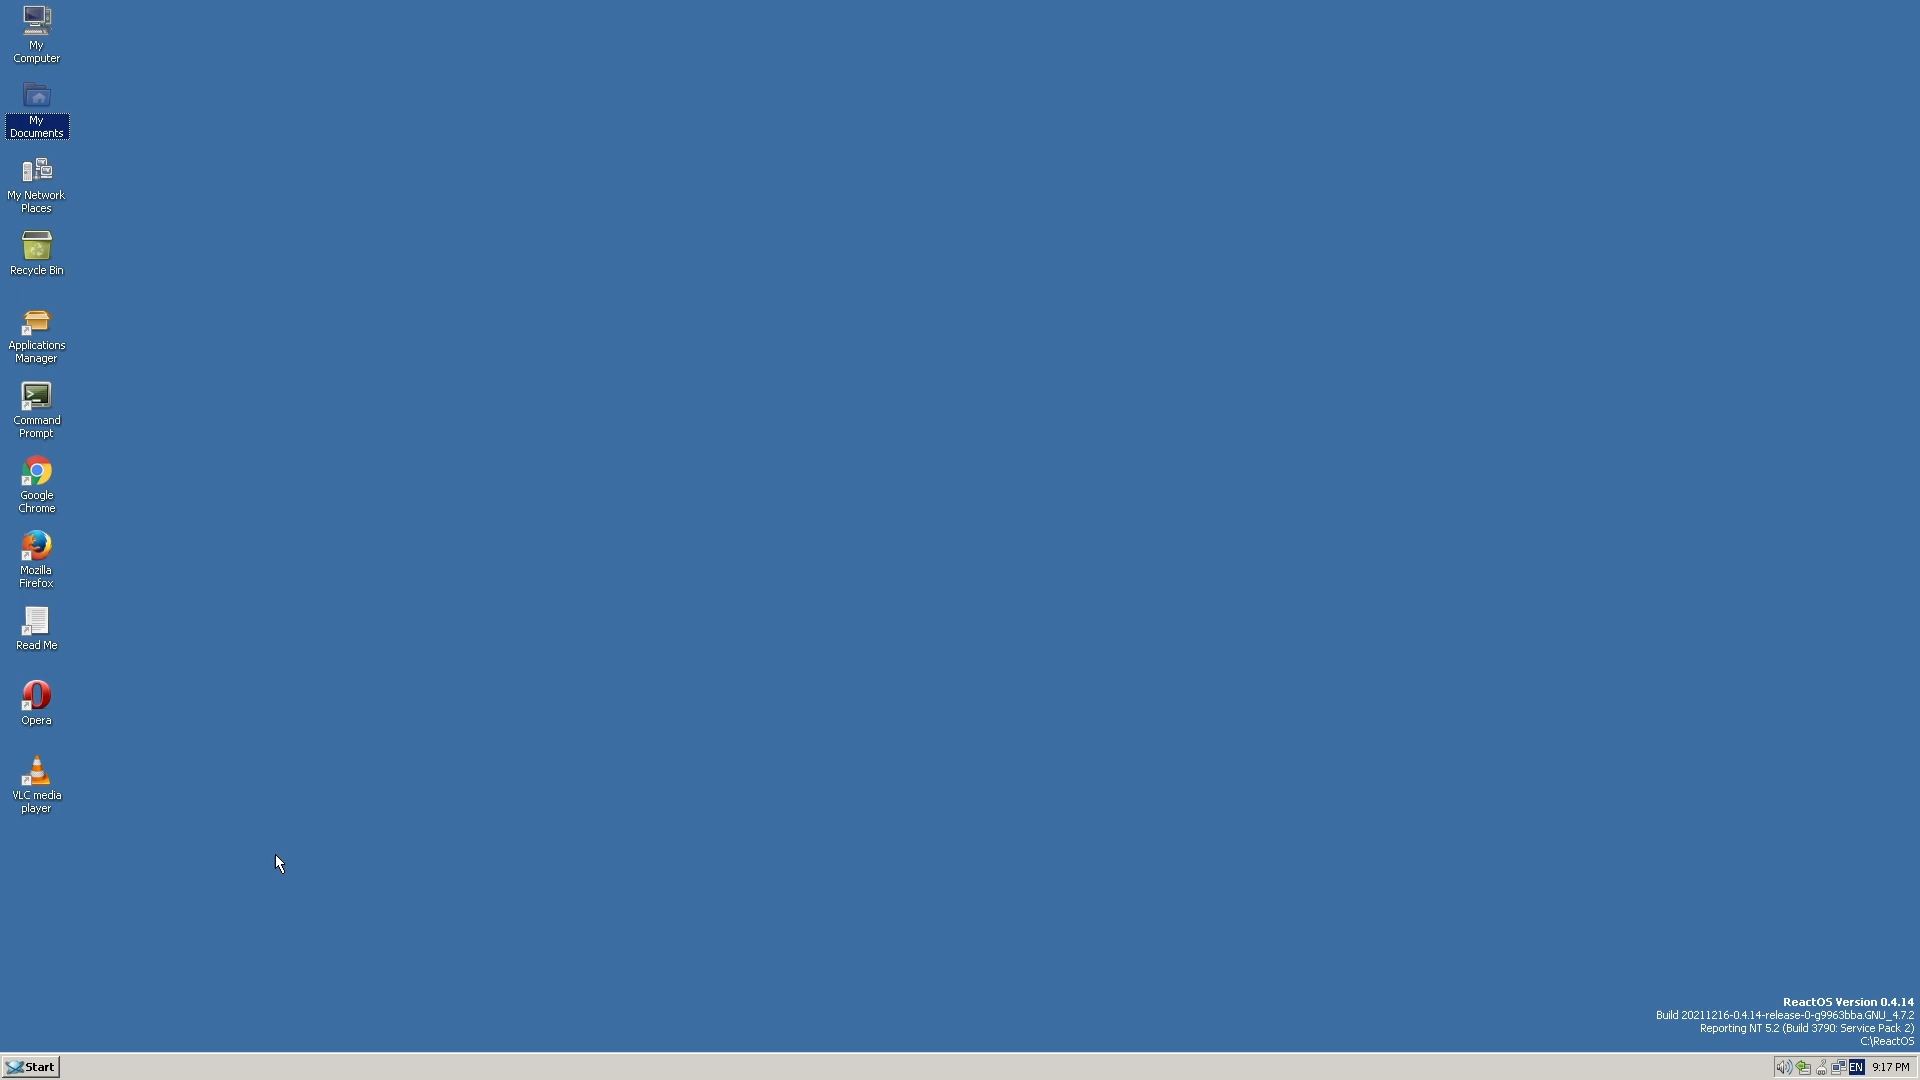 My
Computer
My
Documents
My Network
Places
Recycle Bin
Applications
Manager
Command
Prompt
Google
Chrome
Mozilla
Firefox
Read Me
Opera
VLC media
player
ReactOS Version 0.4.14
Build 20211216-0.4.14-release-0-g9963bba.GNU_4.7.2
Reporting NT 5.2 (Build 3790: Service Pack 2)
C:\ReactOS
Start
EN
9:17 PM